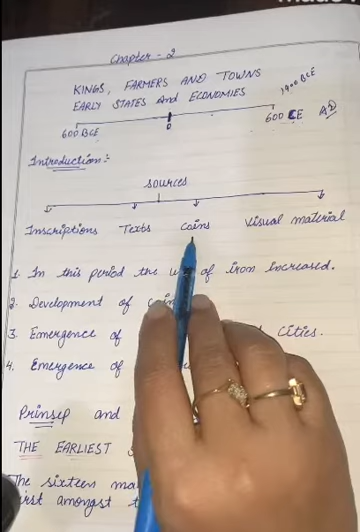 Chapter - 2
KINGS, FARMERS AND TOWNS
EARLY STATES and ECONOMIES
1900 BCE
600 BCE
0
600 CE
AD
Introduction:-
sources
Inscriptions Texts Coins Visual material
1. In this period the of iron increased.
2. Development of
3. Emergence of cities.
4. Emergence of
Prinsep and
THE EARLIEST
The sixteen
first amongst